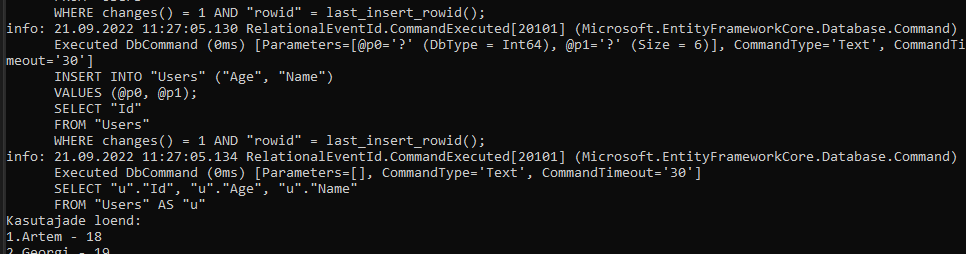 WHERE changes() = 1 AND "rowid" = last_insert_rowid();
info: 21.09.2022 11:27:05.130 RelationalEventId.CommandExecuted[20101] (Microsoft.EntityFrameworkCore.Database.Command)
Executed DbCommand (0ms) [Parameters=[@p0='?' (DbType = Int64), @p1='?' (Size = 6)], CommandType='Text', CommandTi
meout='30']
INSERT INTO "Users" ("Age", "Name")
VALUES (@p0, @p1);
SELECT "Id"
FROM "Users"
WHERE changes() = 1 AND "rowid" = last_insert_rowid();
info: 21.09.2022 11:27:05.134 RelationalEventId.CommandExecuted[20101] (Microsoft.EntityFrameworkCore.Database.Command)
Executed DbCommand (0ms) [Parameters=[], CommandType='Text', CommandTimeout='30']
SELECT "u"."Id", "u"."Age", "u"."Name"
FROM "Users" AS "u"
Kasutajade loend:
1.Artem - 18
2.Georgi - 19